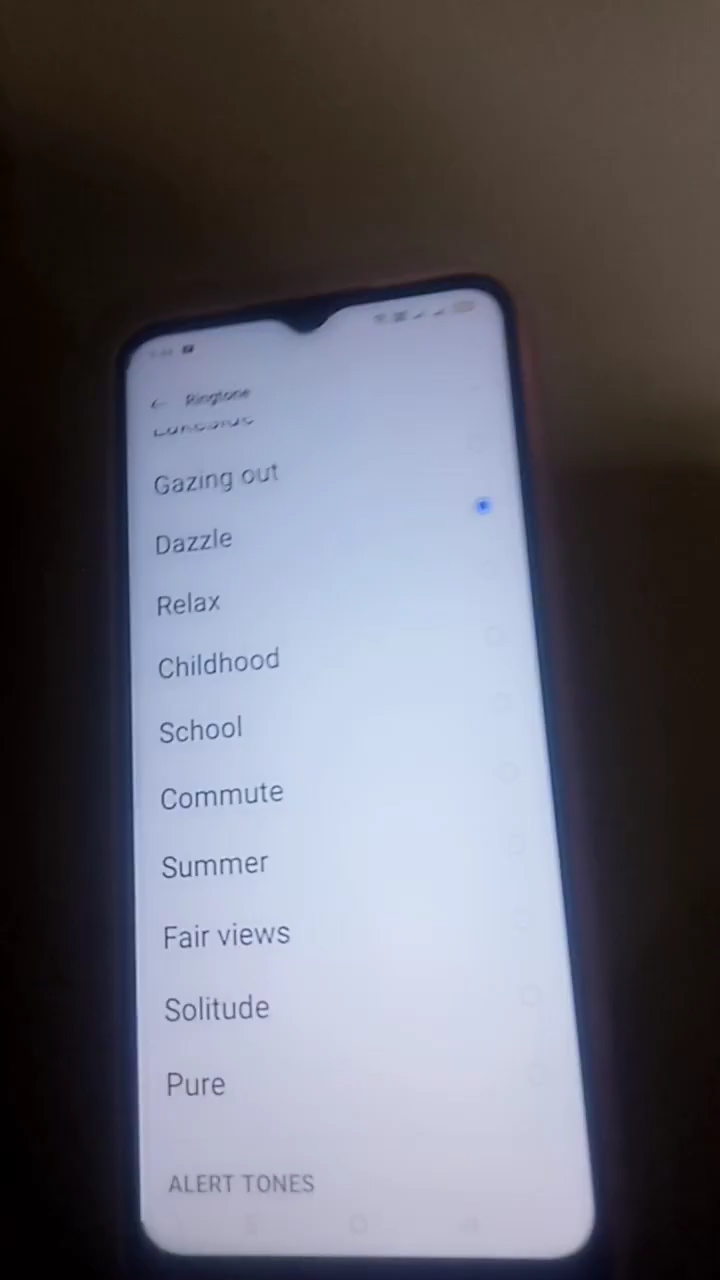 Ringtone
Gazing out
Dazzle
Relax
Childhood
School
Commute
Summer
Fair views
Solitude
Pure
ALERT TONES